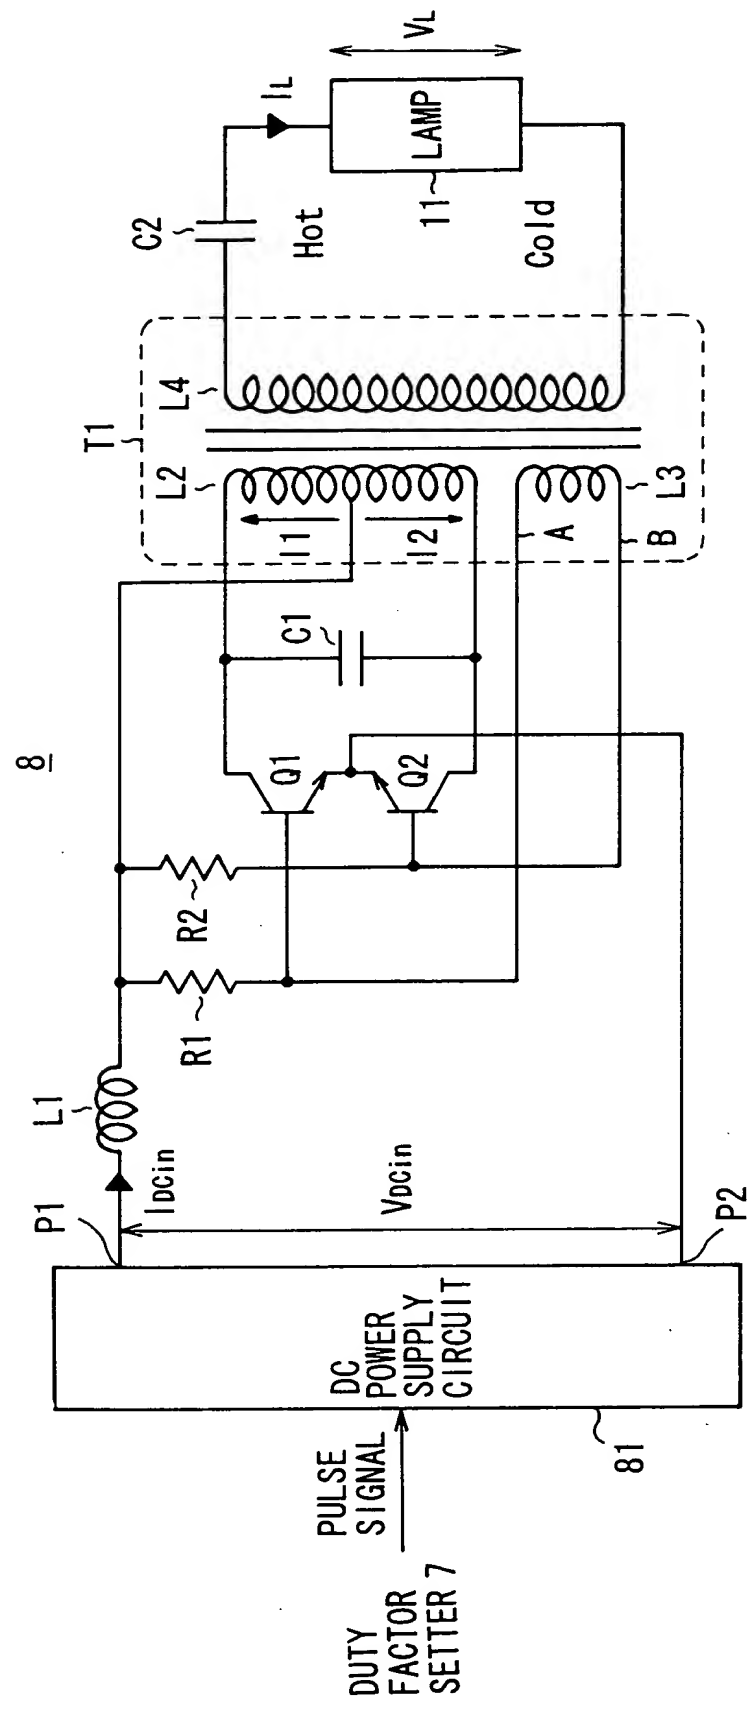 8
DUTY
FACTOR
SETTER 7
PULSE
SIGNAL
DC
POWER
SUPPLY
CIRCUIT
81
P1
P2
IDCin
VDCin
L1
R1
R2
Q1
Q2
C1
T1
L2
I1
I2
A
B
L3
L4
C2
Hot
Cold
IL
LAMP
11
VL